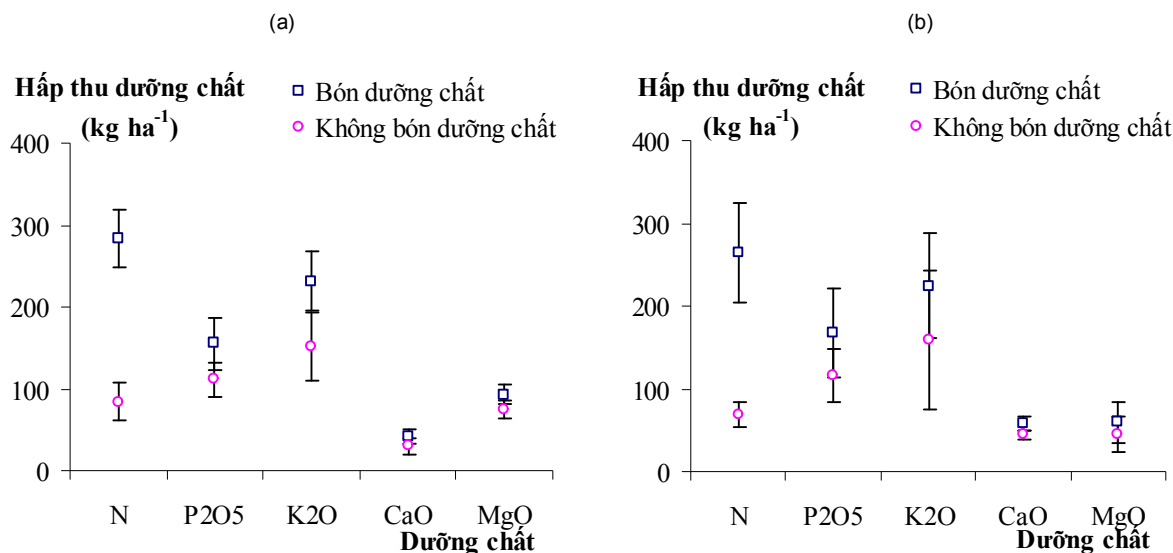 (a)
Hấp thu dưỡng chất
(kg ha-1)
Bón dưỡng chất
Không bón dưỡng chất
400
300
200
100
0
N P2O5 K2O CaO MgO
Dưỡng chất
(b)
Hấp thu dưỡng chất
(kg ha-1)
Bón dưỡng chất
Không bón dưỡng chất
400
300
200
100
0
N P2O5 K2O CaO MgO
Dưỡng chất